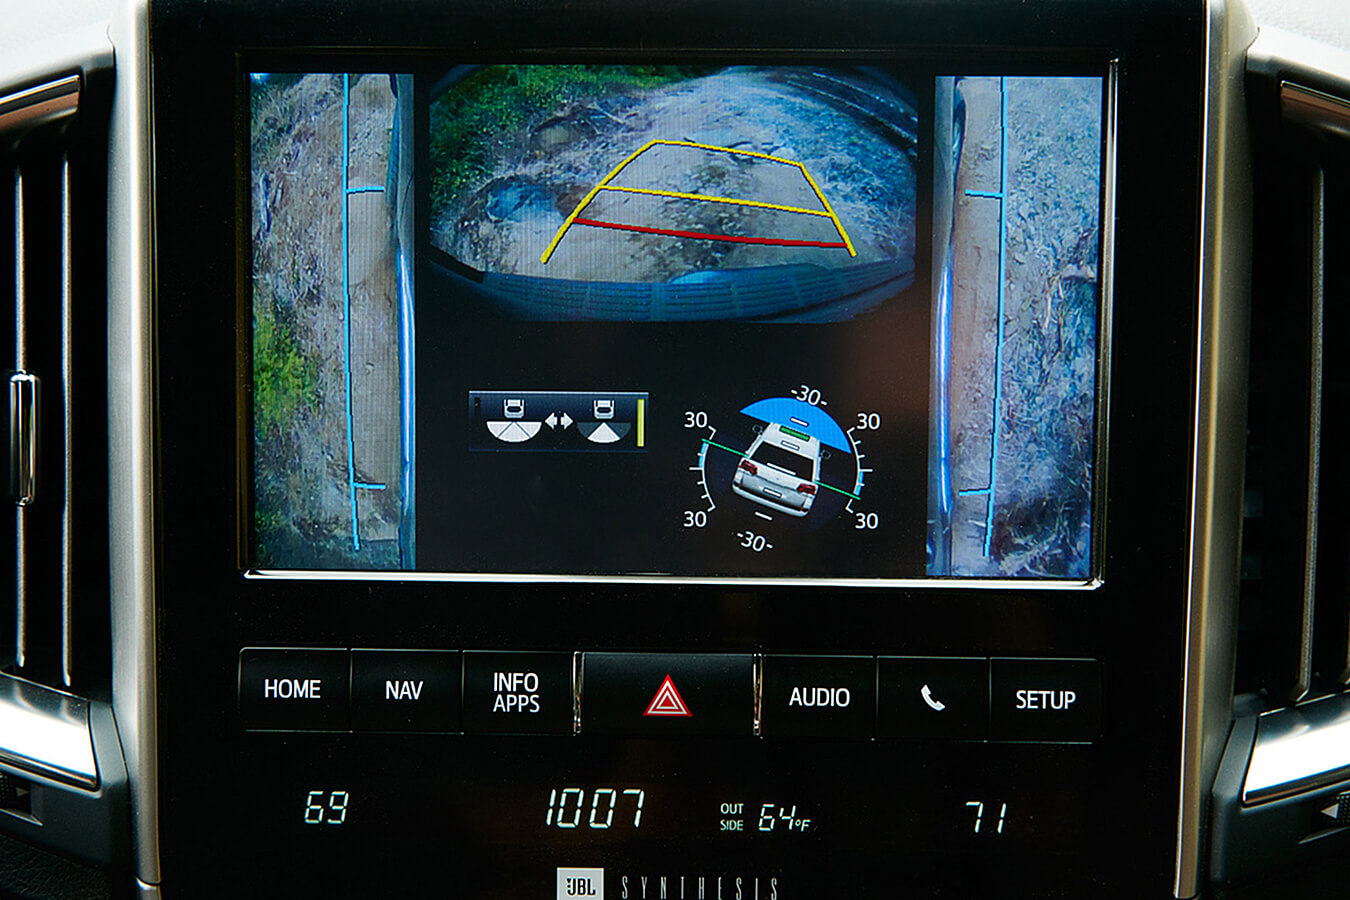 -30-
30 30
30 30
-30-
HOME
NAV
INFO
APPS
AUDIO
SETUP
69
1007
OUT
SIDE
64°F
71
JBL SYNTHESIS